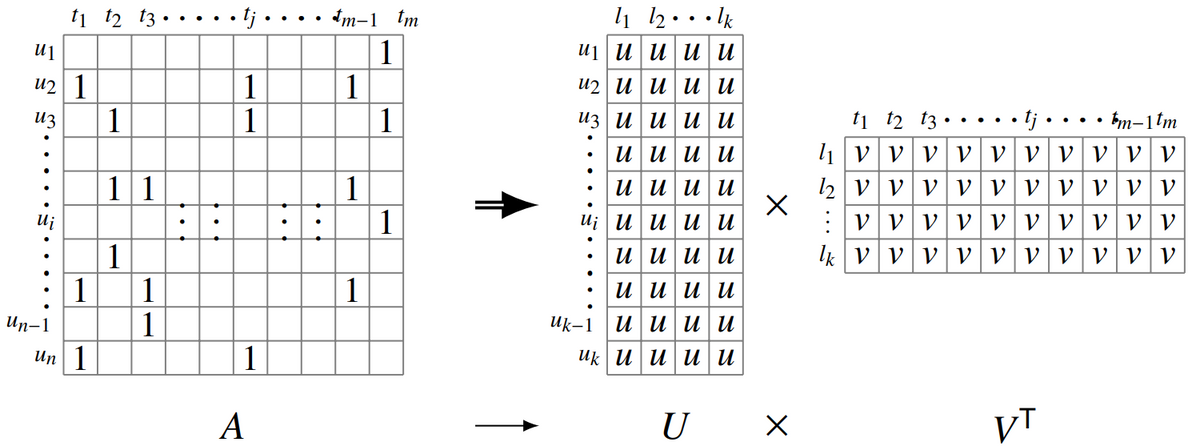 t₁ t₂ t₃ ····· tⱼ ····· tₘ₋₁ tₘ
l₁ l₂ ··· lₖ
u₁ 1
u₂ 1 1 1
u₃ 1 1 1
⋮
1 1 1
uᵢ 1
⋮ 1
1 1 1
uₙ₋₁ 1
uₙ 1 1
⋮ ⋮ ⋮ ⋮
⇒
u₁ u u u u
u₂ u u u u
u₃ u u u u
⋮ u u u u
u u u u
uᵢ u u u u
⋮ u u u u
u u u u
uₖ₋₁ u u u u
uₖ u u u u
×
t₁ t₂ t₃ ····· tⱼ ····· tₘ₋₁ tₘ
l₁ v v v v v v v v v v
l₂ v v v v v v v v v v
⋮ v v v v v v v v v v
lₖ v v v v v v v v v v
A → U × Vᵀ